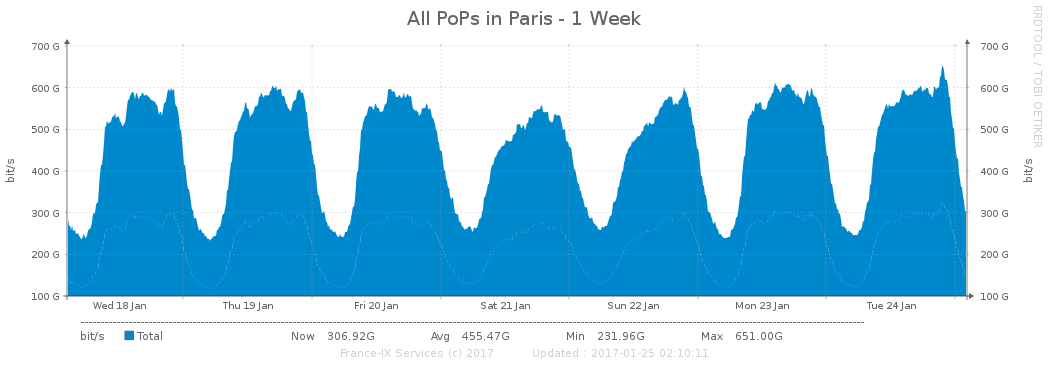 All PoPs in Paris - 1 Week
RRDTOOL / TOBI OETIKER
700 G 700 G
600 G 600 G
500 G 500 G
400 G 400 G
300 G 300 G
200 G 200 G
100 G 100 G
bit/s bit/s
Wed 18 Jan Thu 19 Jan Fri 20 Jan Sat 21 Jan Sun 22 Jan Mon 23 Jan Tue 24 Jan
bit/s Total Now 306.92G Avg 455.47G Min 231.96G Max 651.00G
France-IX Services (c) 2017 Updated : 2017-01-25 02:10:11